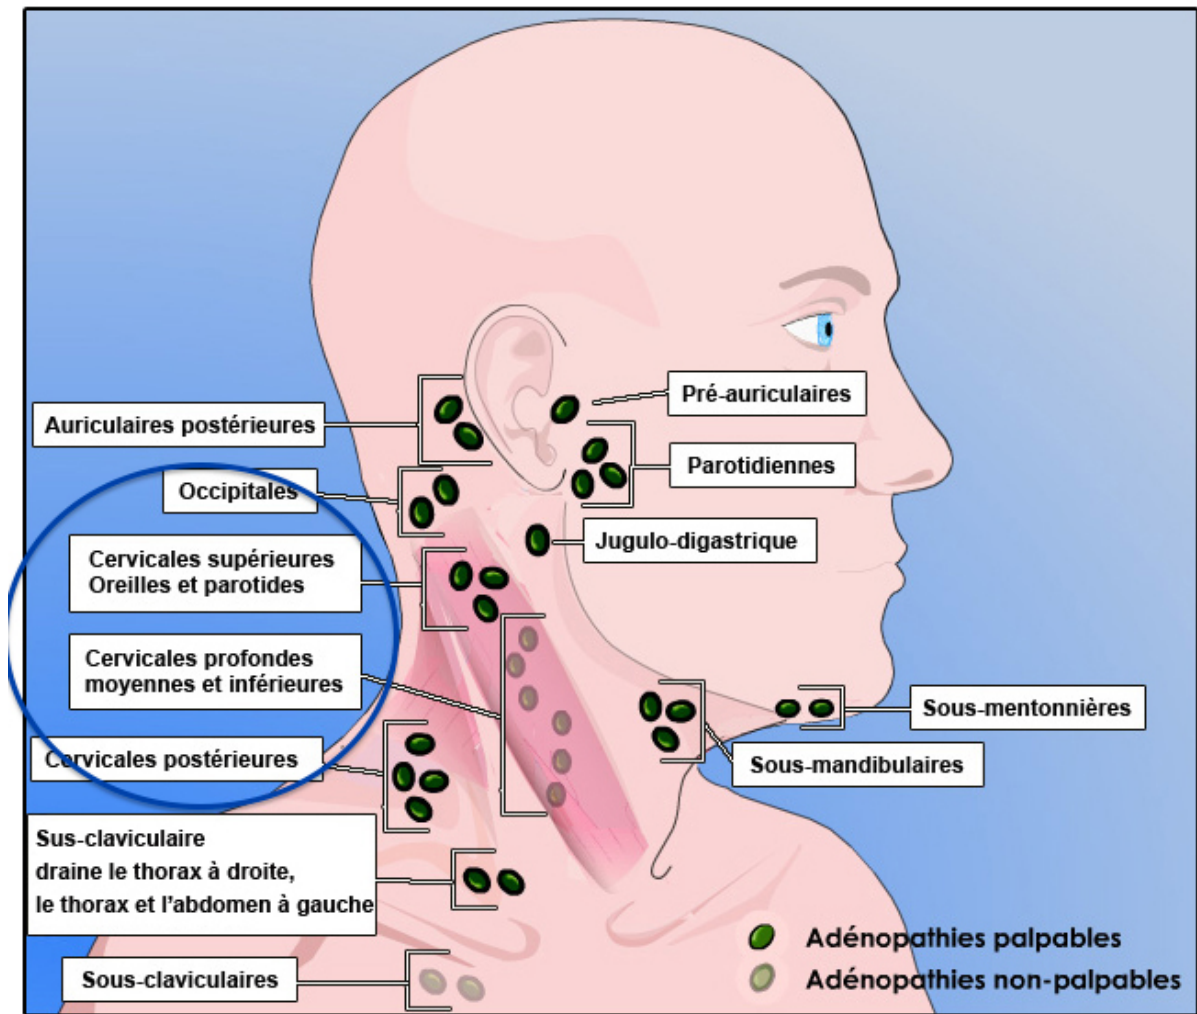 Pré-auriculaires
Auriculaires postérieures
Parotidiennes
Occipitales
Jugulo-digastrique
Cervicales supérieures
Oreilles et parotides
Cervicales profondes
moyennes et inférieures
Sous-mentonnières
Cervicales postérieures
Sous-mandibulaires
Sus-claviculaire
draine le thorax à droite,
le thorax et l'abdomen à gauche
Adénopathies palpables
Sous-claviculaires
Adénopathies non-palpables